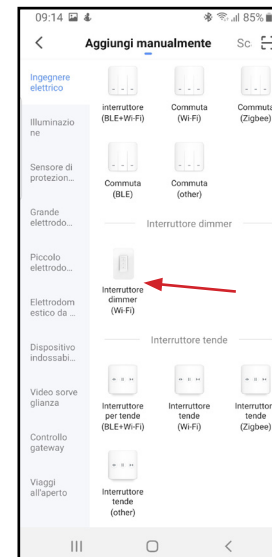 09:14 85%
Aggiungi manualmente Sc
Ingegnere
elettrico
Illuminazio
ne
Sensore di
protezion...
Grande
elettrodo...
Piccolo
elettrodo...
Elettrodom
estico da ...
Dispositivo
indossabi...
Video sorve
glianza
Controllo
gateway
Viaggi
all'aperto
interruttore
(BLE+Wi-Fi)
Commuta
(Wi-Fi)
Commuta
(Zigbee)
Commuta
(BLE)
Commuta
(other)
Interruttore dimmer
Interruttore
dimmer
(Wi-Fi)
Interruttore tende
Interruttore
per tende
(BLE+Wi-Fi)
Interruttore
tende
(Wi-Fi)
Interruttor
tende
(Zigbee)
Interruttore
tende
(other)